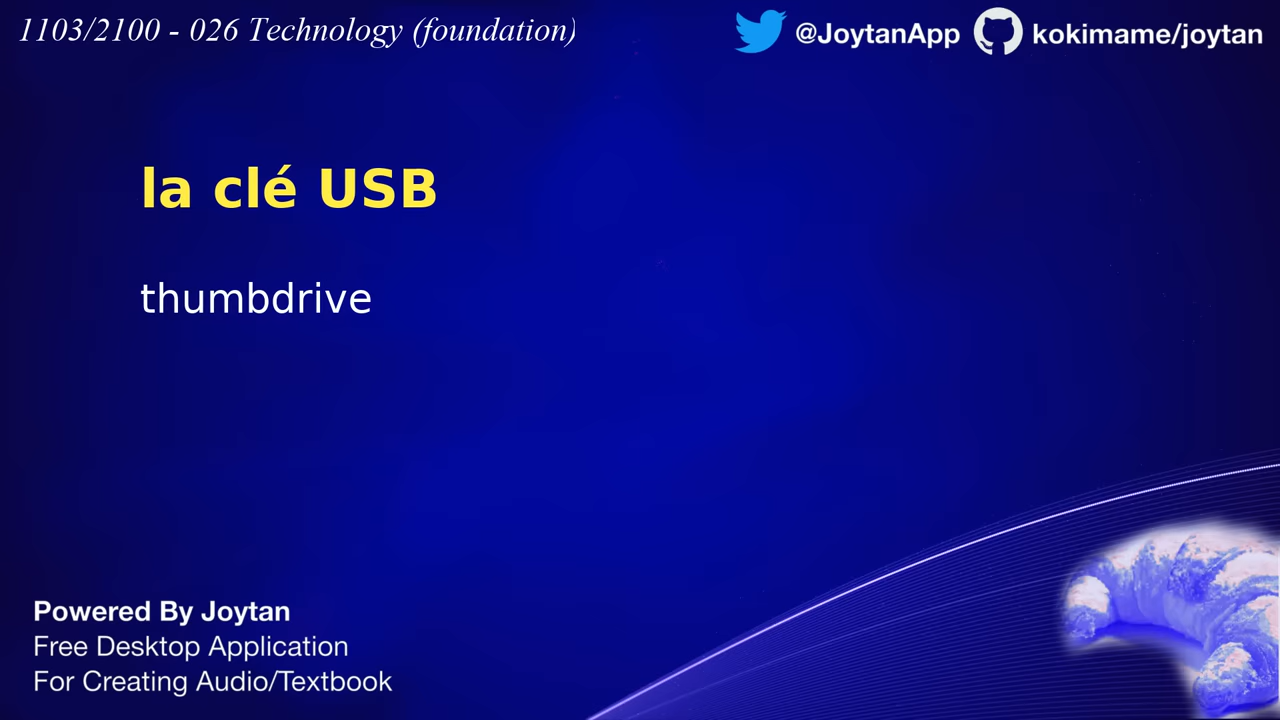 1103/2100 - 026 Technology (foundation)
@JoytanApp
kokimame/joytan
la clé USB
thumbdrive
Powered By Joytan
Free Desktop Application
For Creating Audio/Textbook